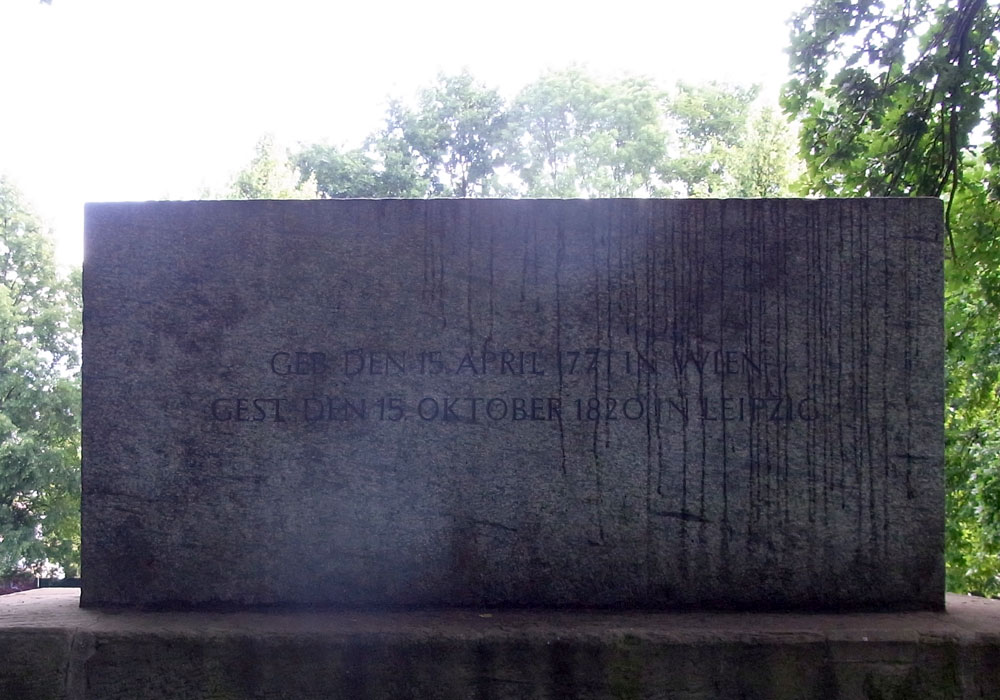 GEB DEN 15. APRIL 1771 IN WIEN
GEST DEN 15. OKTOBER 1820 IN LEIPZIG